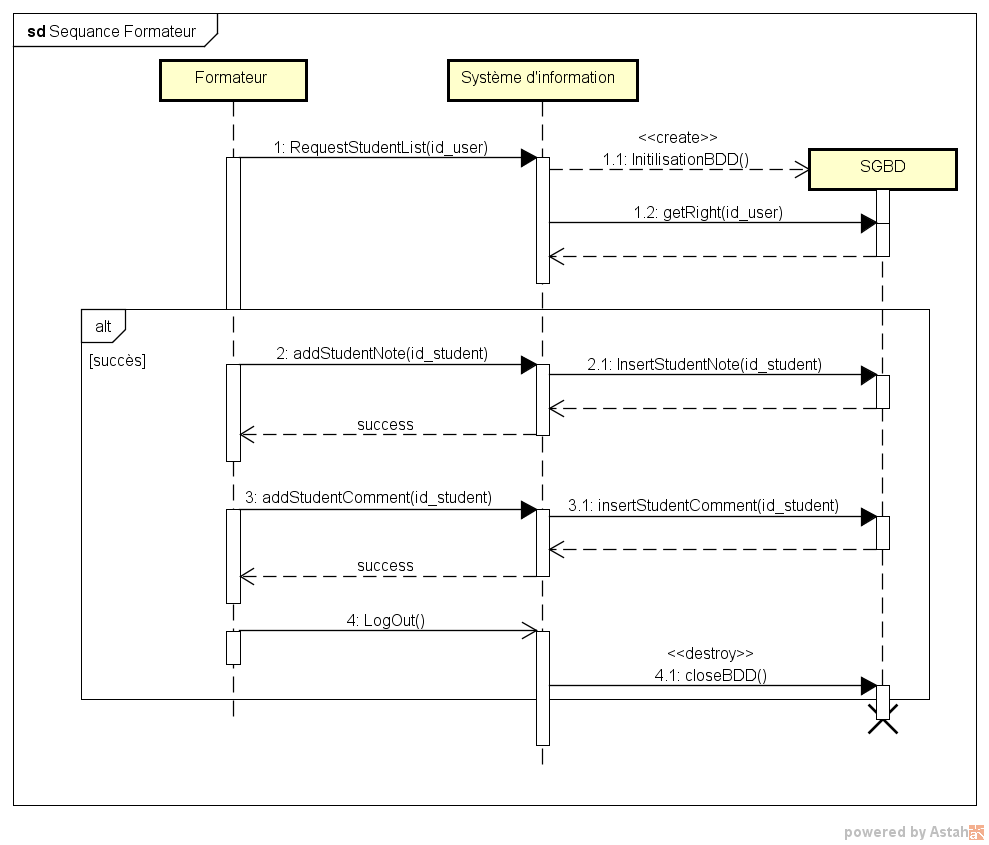 sd Sequance Formateur
Formateur
Système d'information
1: RequestStudentList(id_user)
<<create>>
1.1: InitilisationBDD()
SGBD
1.2: getRight(id_user)
alt
[succès]
2: addStudentNote(id_student)
2.1: InsertStudentNote(id_student)
success
3: addStudentComment(id_student)
3.1: insertStudentComment(id_student)
success
4: LogOut()
<<destroy>>
4.1: closeBDD()
powered by Astah